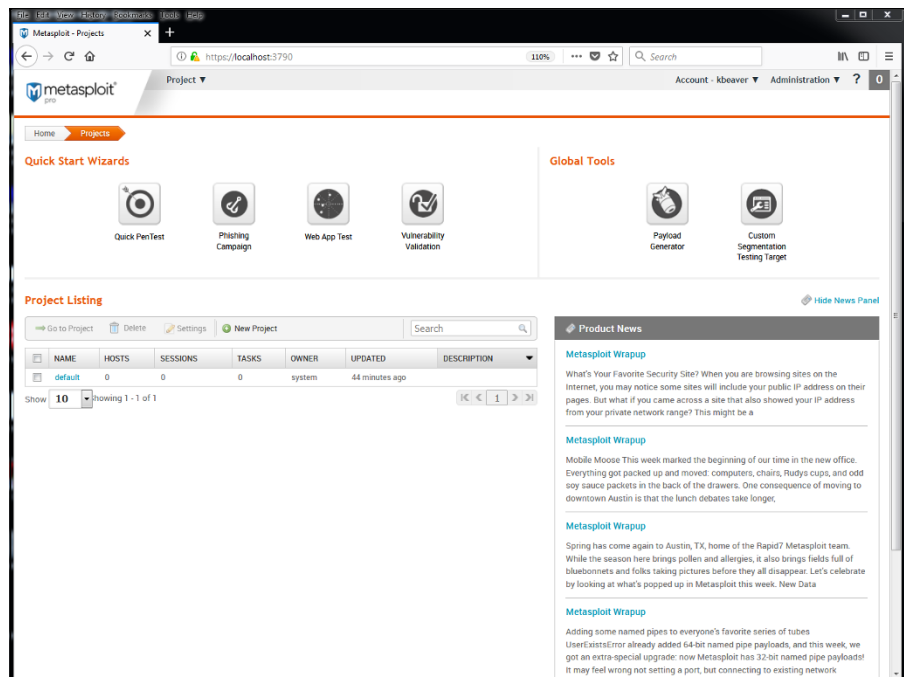 File Edit View History Bookmarks Tools Help
Metasploit - Projects
https://localhost:3790
110%
Search
metasploit®
pro
Project
Account - kbeaver
Administration
?
0
Home
Projects
Quick Start Wizards
Global Tools
Quick PenTest
Phishing
Campaign
Web App Test
Vulnerability
Validation
Payload
Generator
Custom
Segmentation
Testing Target
Project Listing
Hide News Panel
Go to Project
Delete
Settings
New Project
Search
NAME HOSTS SESSIONS TASKS OWNER UPDATED DESCRIPTION
default 0 0 0 system 44 minutes ago
Show 10 howing 1 - 1 of 1
1
Product News
Metasploit Wrapup
What's Your Favorite Security Site? When you are browsing sites on the
Internet, you may notice some sites will include your public IP address on their
pages. But what if you came across a site that also showed your IP address
from your private network range? This might be a
Metasploit Wrapup
Mobile Moose This week marked the beginning of our time in the new office.
Everything got packed up and moved: computers, chairs, Rudys cups, and odd
soy sauce packets in the back of the drawers. One consequence of moving to
downtown Austin is that the lunch debates take longer,
Metasploit Wrapup
Spring has come again to Austin, TX, home of the Rapid7 Metasploit team.
While the season here brings pollen and allergies, it also brings fields full of
bluebonnets and folks taking pictures before they all disappear. Let's celebrate
by looking at what's popped up in Metasploit this week. New Data
Metasploit Wrapup
Adding some named pipes to everyone's favorite series of tubes
UserExistsError already added 64-bit named pipe payloads, and this week, we
got an extra-special upgrade: now Metasploit has 32-bit named pipe payloads!
It may feel wrong not setting a port, but connecting to existing network